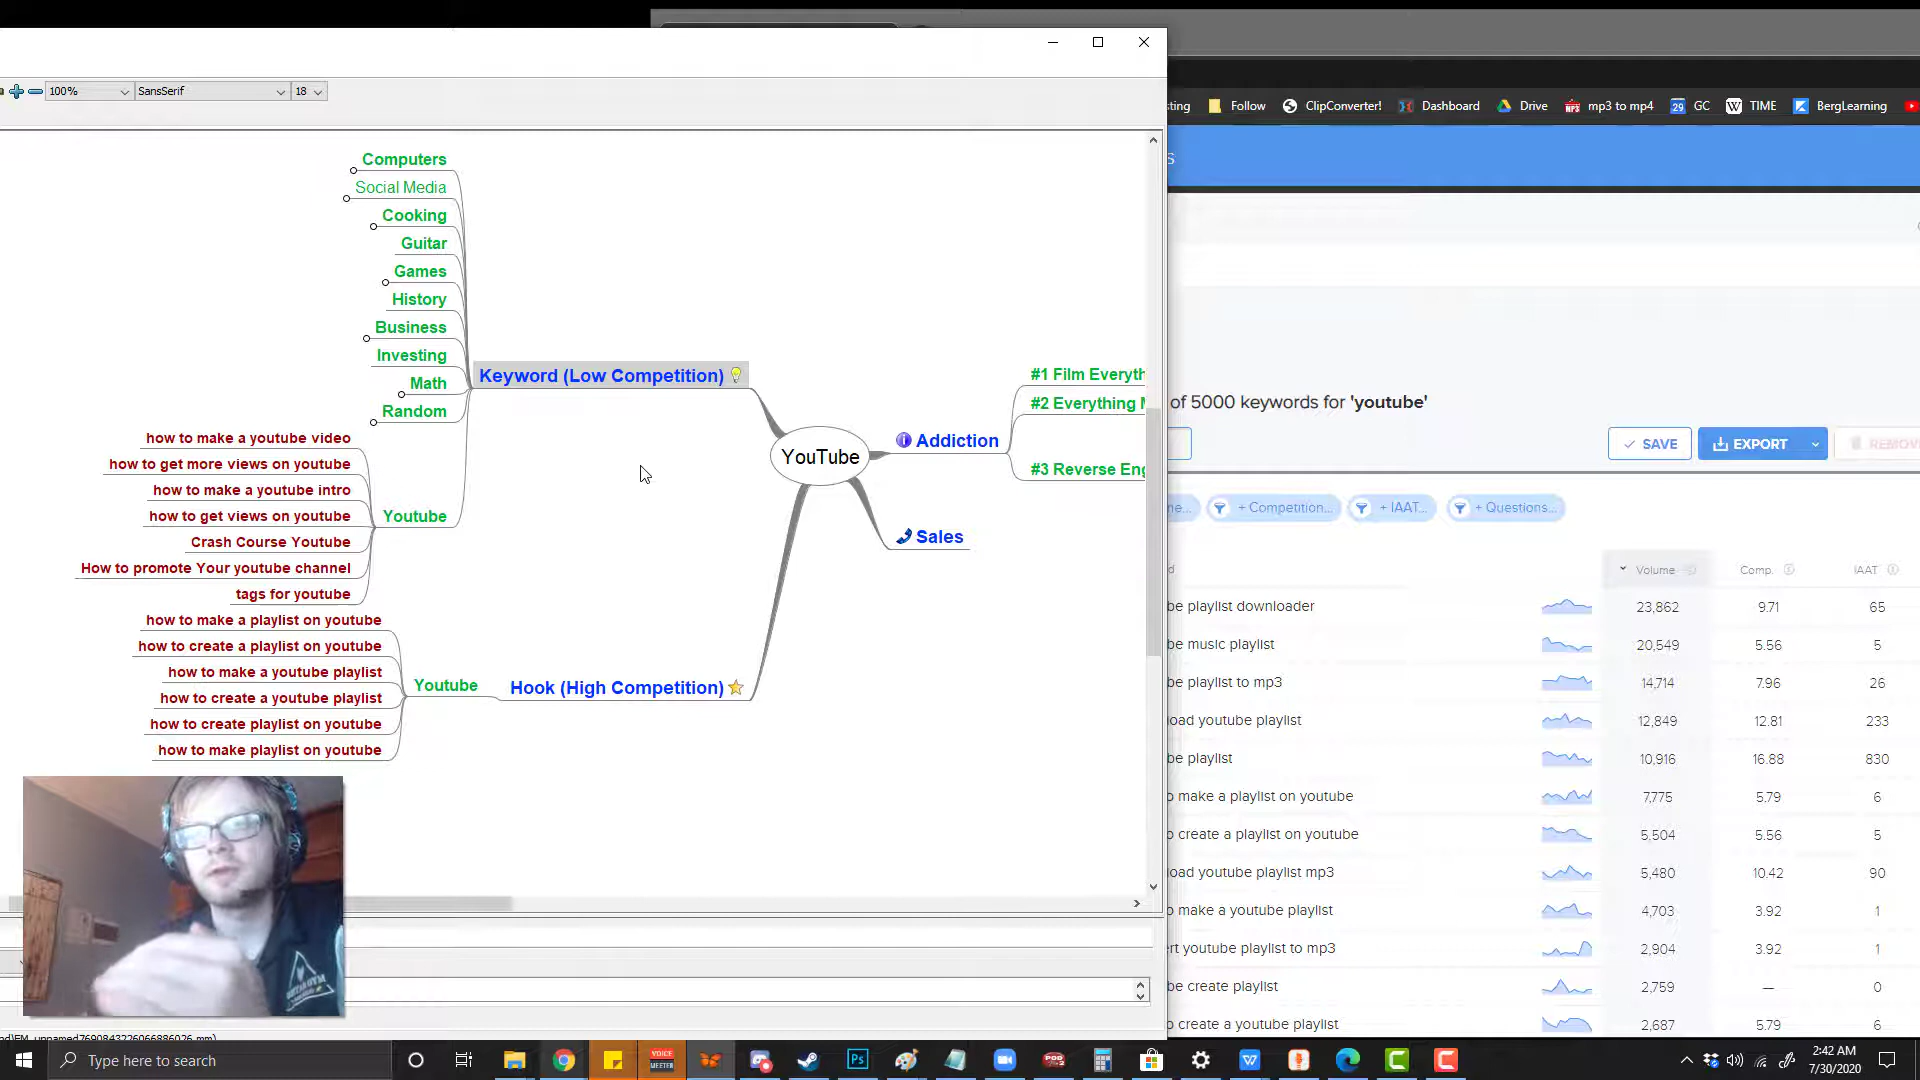 100%
SansSerif
18
Computers
Social Media
Cooking
Guitar
Games
History
Business
Investing
Math
Random
Keyword (Low Competition)
how to make a youtube video
how to get more views on youtube
how to make a youtube intro
how to get views on youtube
Crash Course Youtube
How to promote Your youtube channel
tags for youtube
Youtube
how to make a playlist on youtube
how to create a playlist on youtube
how to make a youtube playlist
how to create a youtube playlist
how to create playlist on youtube
how to make playlist on youtube
Youtube
Hook (High Competition)
YouTube
Addiction
#1 Film Everyth
#2 Everything M
#3 Reverse Eng
Sales
sting Follow ClipConverter! Dashboard Drive mp3 to mp4 29 GC TIME BergLearning
of 5000 keywords for 'youtube'
SAVE EXPORT REMOV
+ Competition... + IAAT... + Questions...
Volume Comp. IAAT
be playlist downloader 23,862 9.71 65
be music playlist 20,549 5.56 5
be playlist to mp3 14,714 7.96 26
oad youtube playlist 12,849 12.81 233
be playlist 10,916 16.88 830
o make a playlist on youtube 7,775 5.79 6
o create a playlist on youtube 5,504 5.56 5
oad youtube playlist mp3 5,480 10.42 90
o make a youtube playlist 4,703 3.92 1
rt youtube playlist to mp3 2,904 3.92 1
be create playlist 2,759 — 0
o create a youtube playlist 2,687 5.79 6
Type here to search
VOICE
MEETER
2:42 AM
7/30/2020